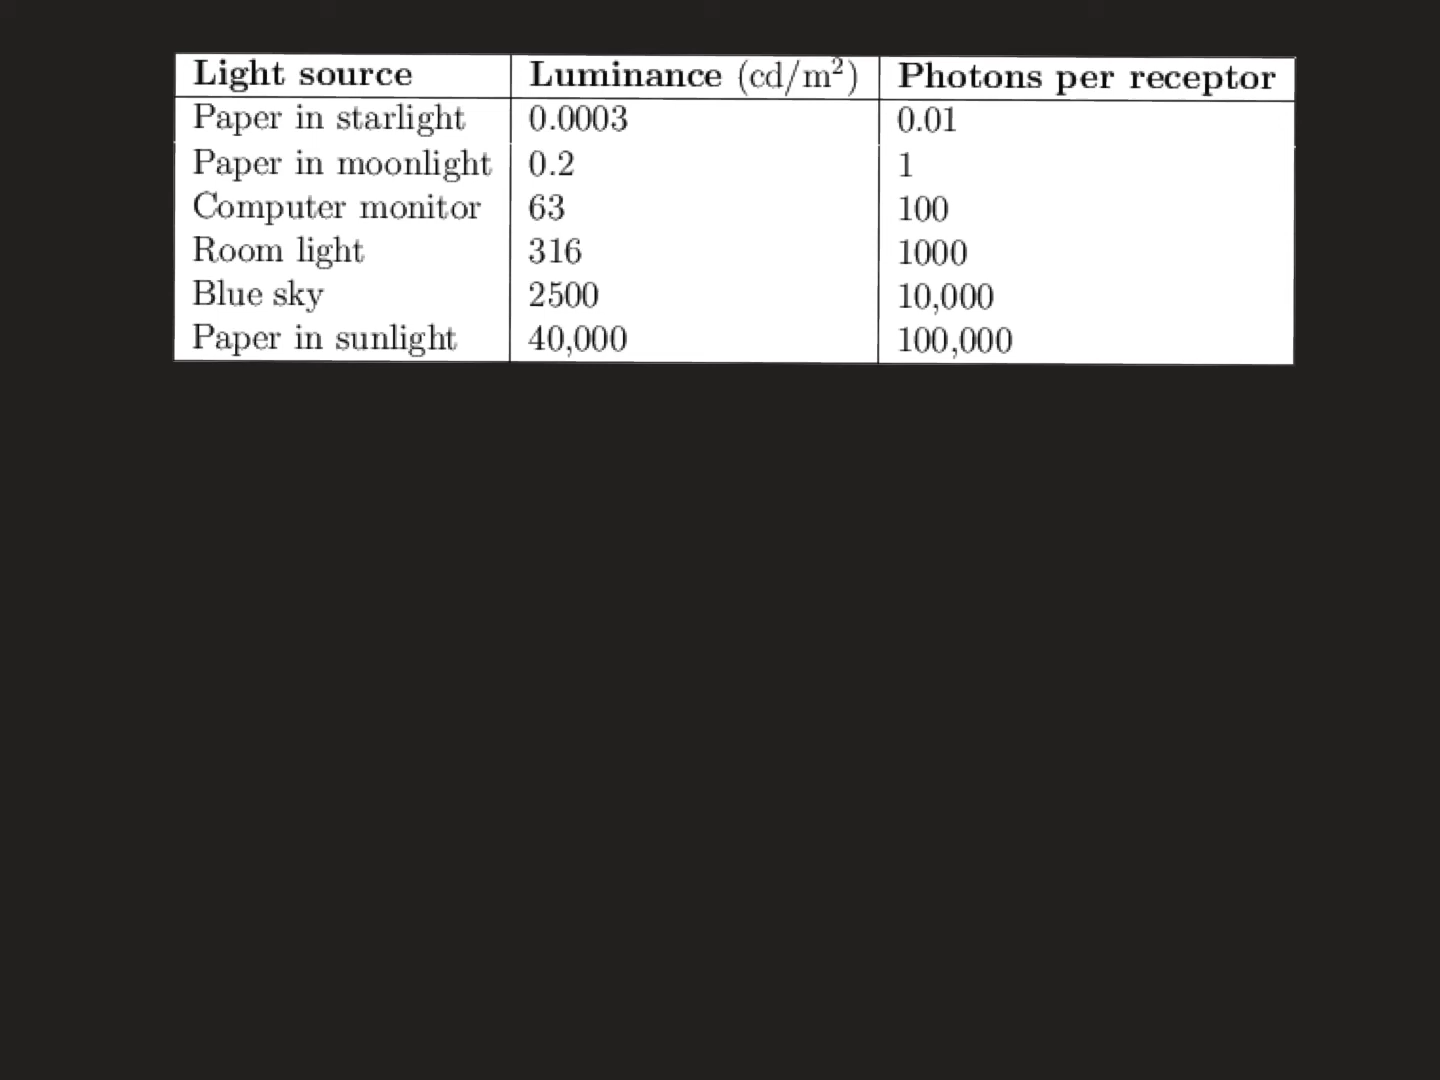 Light source Luminance (cd/m²) Photons per receptor
Paper in starlight 0.0003 0.01
Paper in moonlight 0.2 1
Computer monitor 63 100
Room light 316 1000
Blue sky 2500 10,000
Paper in sunlight 40,000 100,000